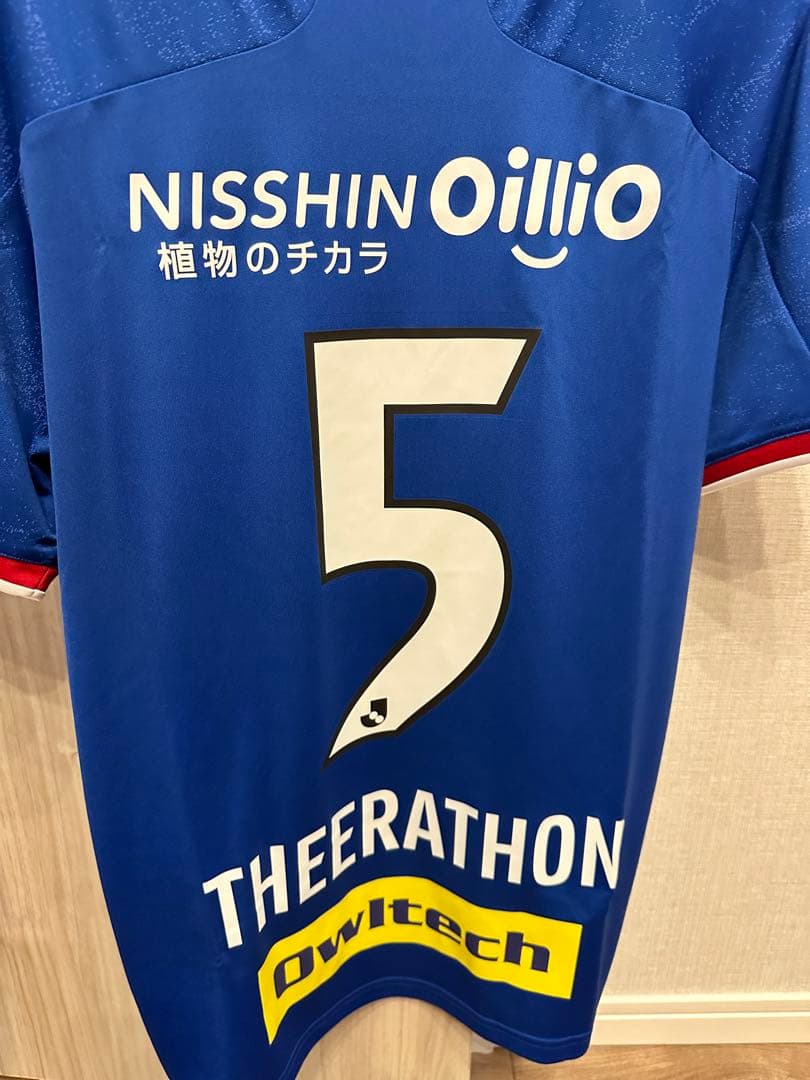 NISSHIN OilliO
植物のチカラ
5
THEERATHON
Owltech